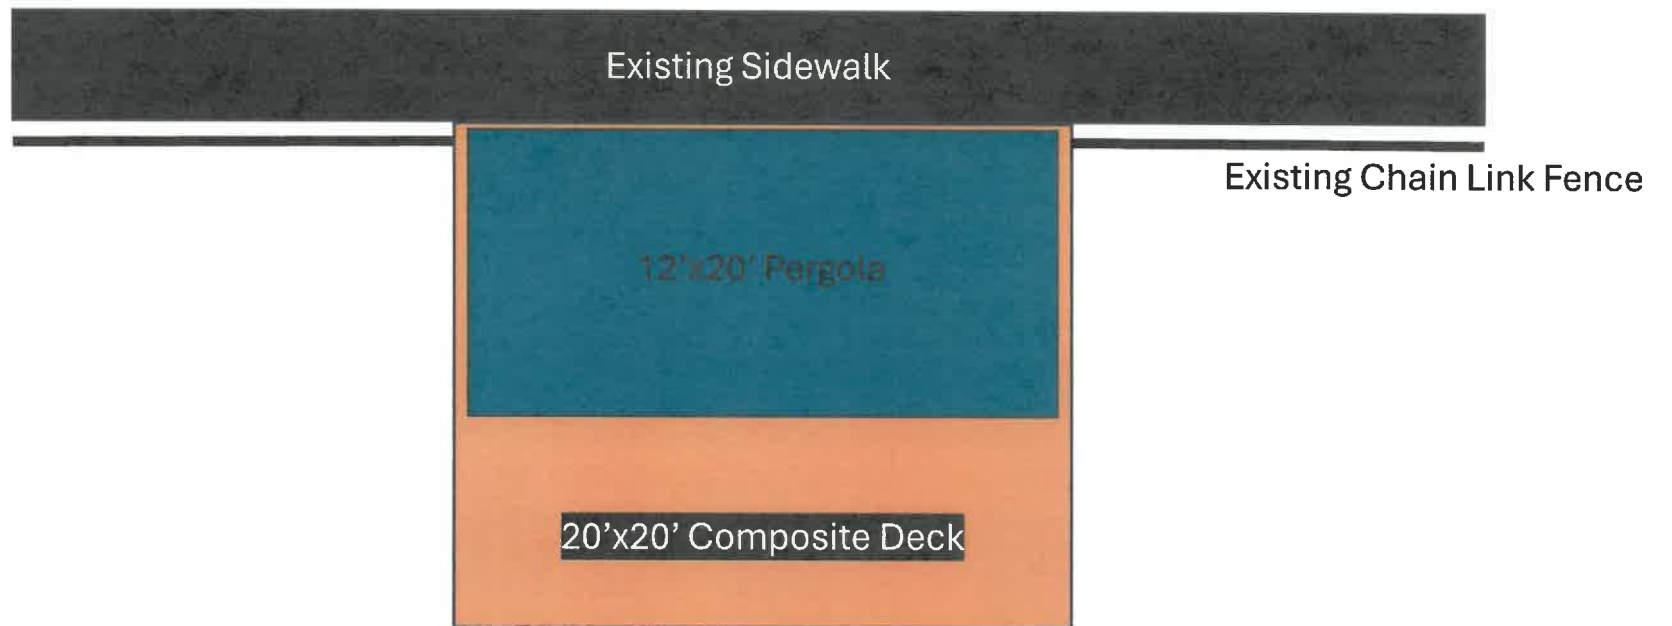 Existing Sidewalk
Existing Chain Link Fence
12’x20’ Pergola
20’x20’ Composite Deck